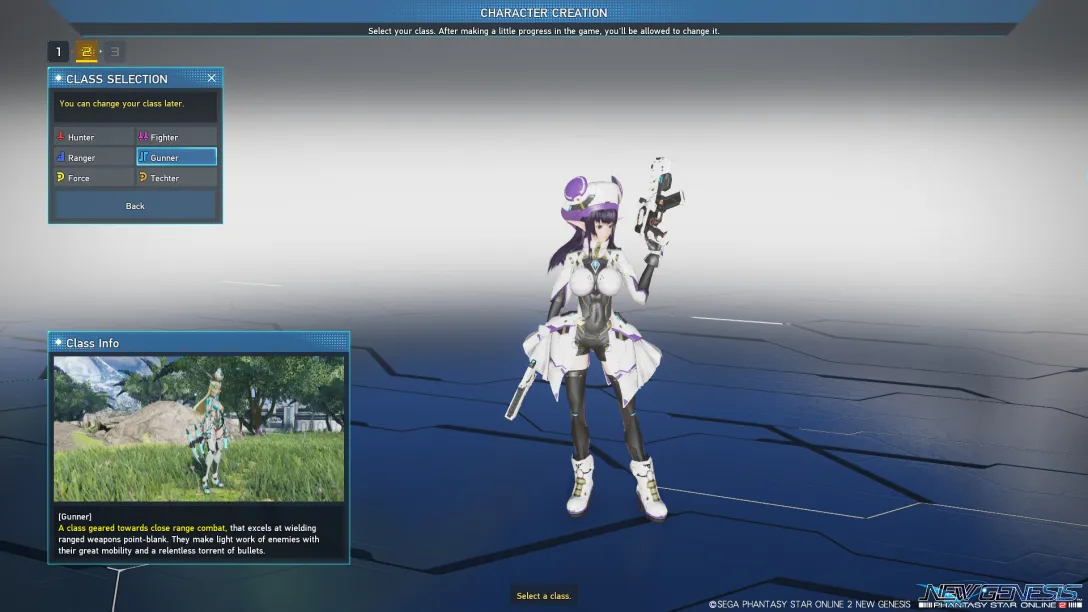 CHARACTER CREATION
Select your class. After making a little progress in the game, you'll be allowed to change it.
1 2 3
CLASS SELECTION
You can change your class later.
Hunter
Fighter
Ranger
Gunner
Force
Techter
Back
Class Info
[Gunner]
A class geared towards close range combat, that excels at wielding
ranged weapons point-blank. They make light work of enemies with
their great mobility and a relentless torrent of bullets.
Select a class.
©SEGA PHANTASY STAR ONLINE 2 NEW GENESIS
NEW GENESIS
PHANTASY STAR ONLINE 2